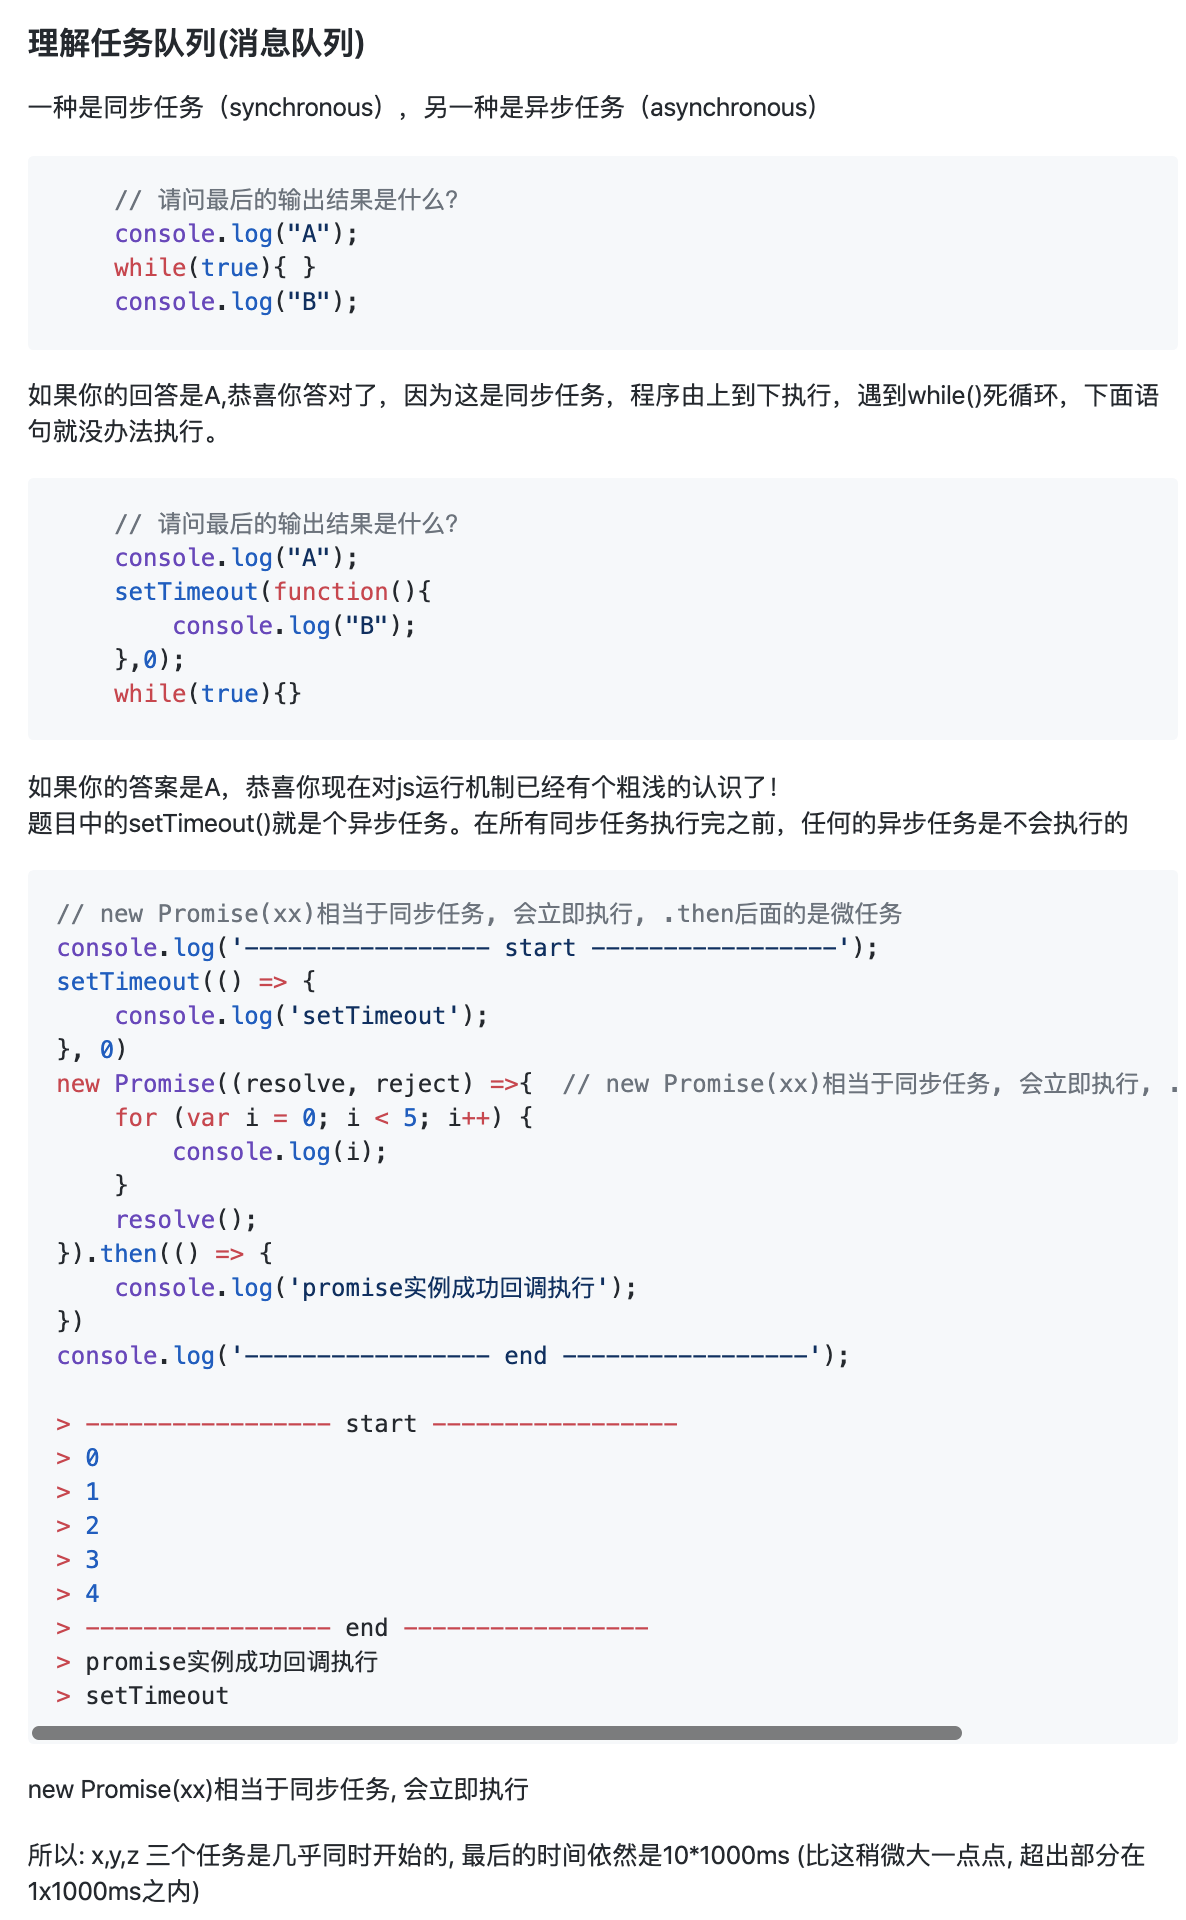 理解任务队列(消息队列)
一种是同步任务（synchronous），另一种是异步任务（asynchronous）
// 请问最后的输出结果是什么?
console.log("A");
while(true){ }
console.log("B");
如果你的回答是A,恭喜你答对了，因为这是同步任务，程序由上到下执行，遇到while()死循环，下面语
句就没办法执行。
// 请问最后的输出结果是什么?
console.log("A");
setTimeout(function(){
    console.log("B");
},0);
while(true){}
如果你的答案是A，恭喜你现在对js运行机制已经有个粗浅的认识了！
题目中的setTimeout()就是个异步任务。在所有同步任务执行完之前，任何的异步任务是不会执行的
// new Promise(xx)相当于同步任务, 会立即执行, .then后面的是微任务
console.log('----------------- start -----------------');
setTimeout(() => {
    console.log('setTimeout');
}, 0)
new Promise((resolve, reject) =>{  // new Promise(xx)相当于同步任务, 会立即执行, .
    for (var i = 0; i < 5; i++) {
        console.log(i);
    }
    resolve();
}).then(() => {
    console.log('promise实例成功回调执行');
})
console.log('----------------- end -----------------');
> ----------------- start -----------------
> 0
> 1
> 2
> 3
> 4
> ----------------- end -----------------
> promise实例成功回调执行
> setTimeout
new Promise(xx)相当于同步任务, 会立即执行
所以: x,y,z 三个任务是几乎同时开始的, 最后的时间依然是10*1000ms (比这稍微大一点点, 超出部分在
1x1000ms之内)